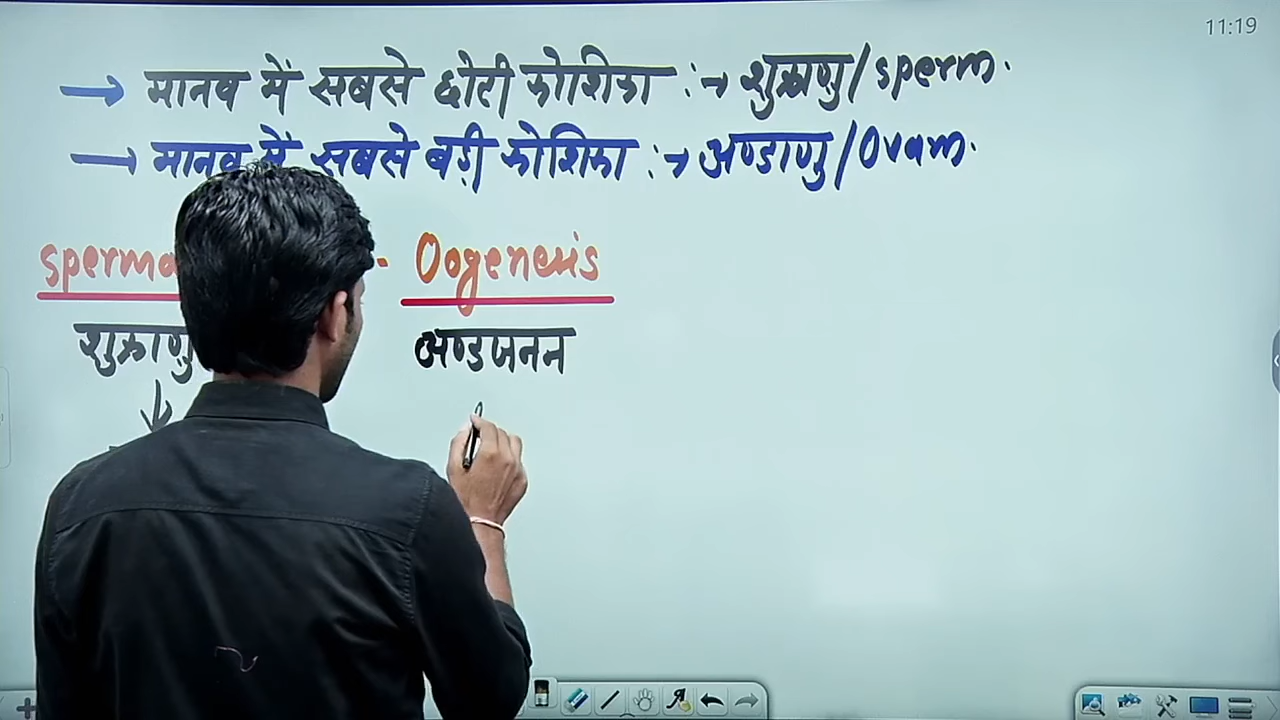 11:19
→ मानव में सबसे छोटी कोशिका :→ शुक्राणु/sperm.
→ मानव में सबसे बड़ी कोशिका :→ अण्डाणु/Ovam.
Oogenesis
शुक्राणु
अण्डजनन